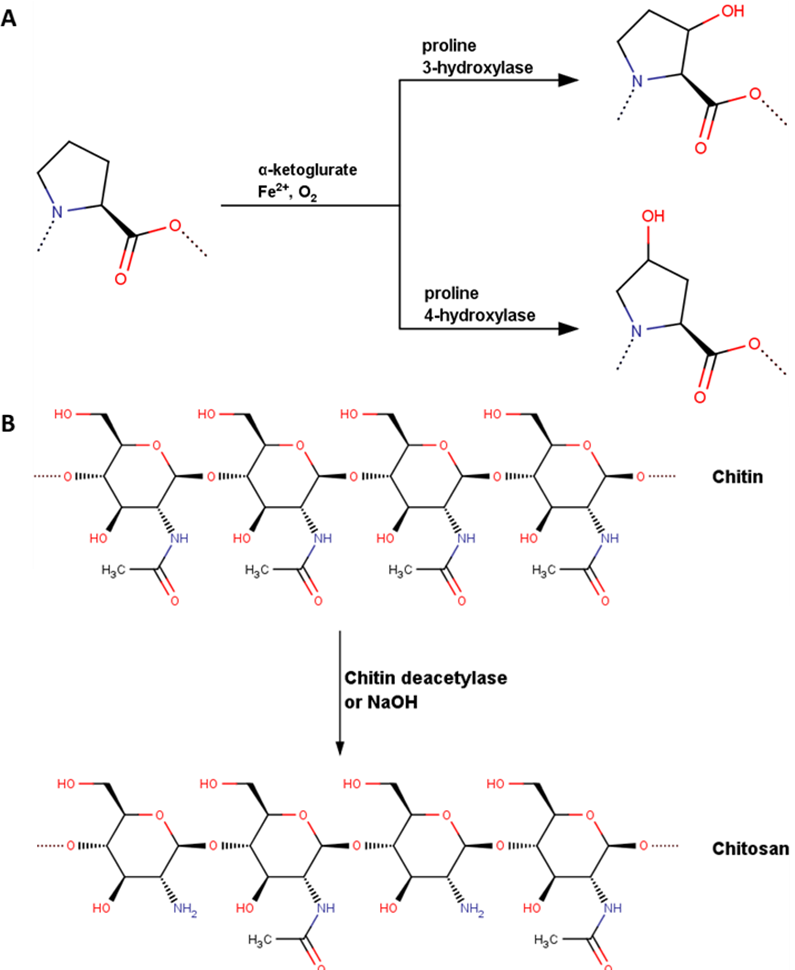 A
proline
3-hydroxylase
α-ketoglurate
Fe2+, O2
proline
4-hydroxylase
OH
N
O
O
N
O
O
OH
N
O
O
B
HO HO HO HO
O O O O
O O O O O
HO HO HO HO
NH NH NH NH
H3C H3C H3C H3C
O O O O
Chitin
Chitin deacetylase
or NaOH
HO HO HO HO
O O O O
O O O O O
HO HO HO HO
NH2 NH NH2 NH
H3C H3C
O O
Chitosan